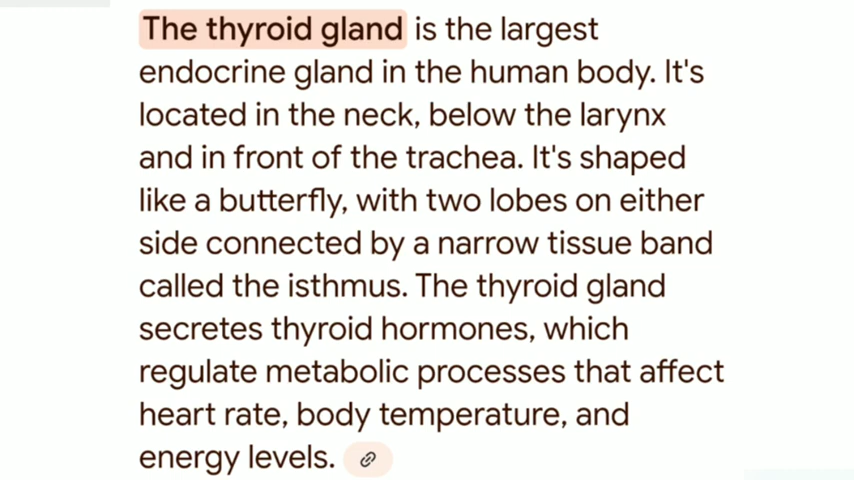 The thyroid gland is the largest
endocrine gland in the human body. It's
located in the neck, below the larynx
and in front of the trachea. It's shaped
like a butterfly, with two lobes on either
side connected by a narrow tissue band
called the isthmus. The thyroid gland
secretes thyroid hormones, which
regulate metabolic processes that affect
heart rate, body temperature, and
energy levels.